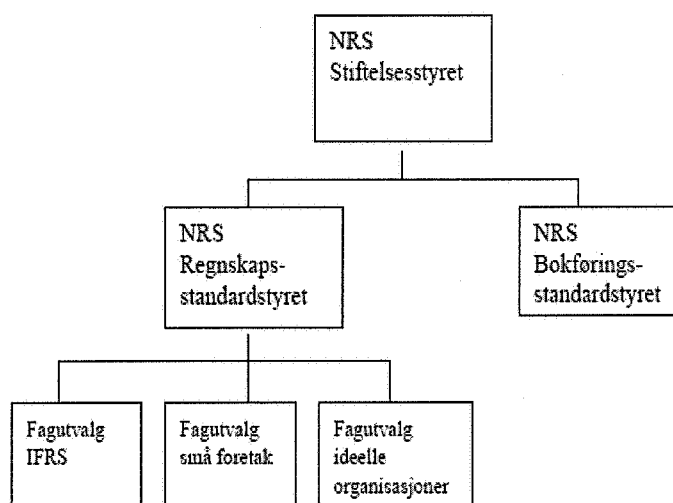 NRS
Stiftelsesstyret
NRS
Regnskaps-
standardstyret
NRS
Bokførings-
standardstyret
Fagutvalg
IFRS
Fagutvalg
små foretak
Fagutvalg
ideelle
organisasjoner